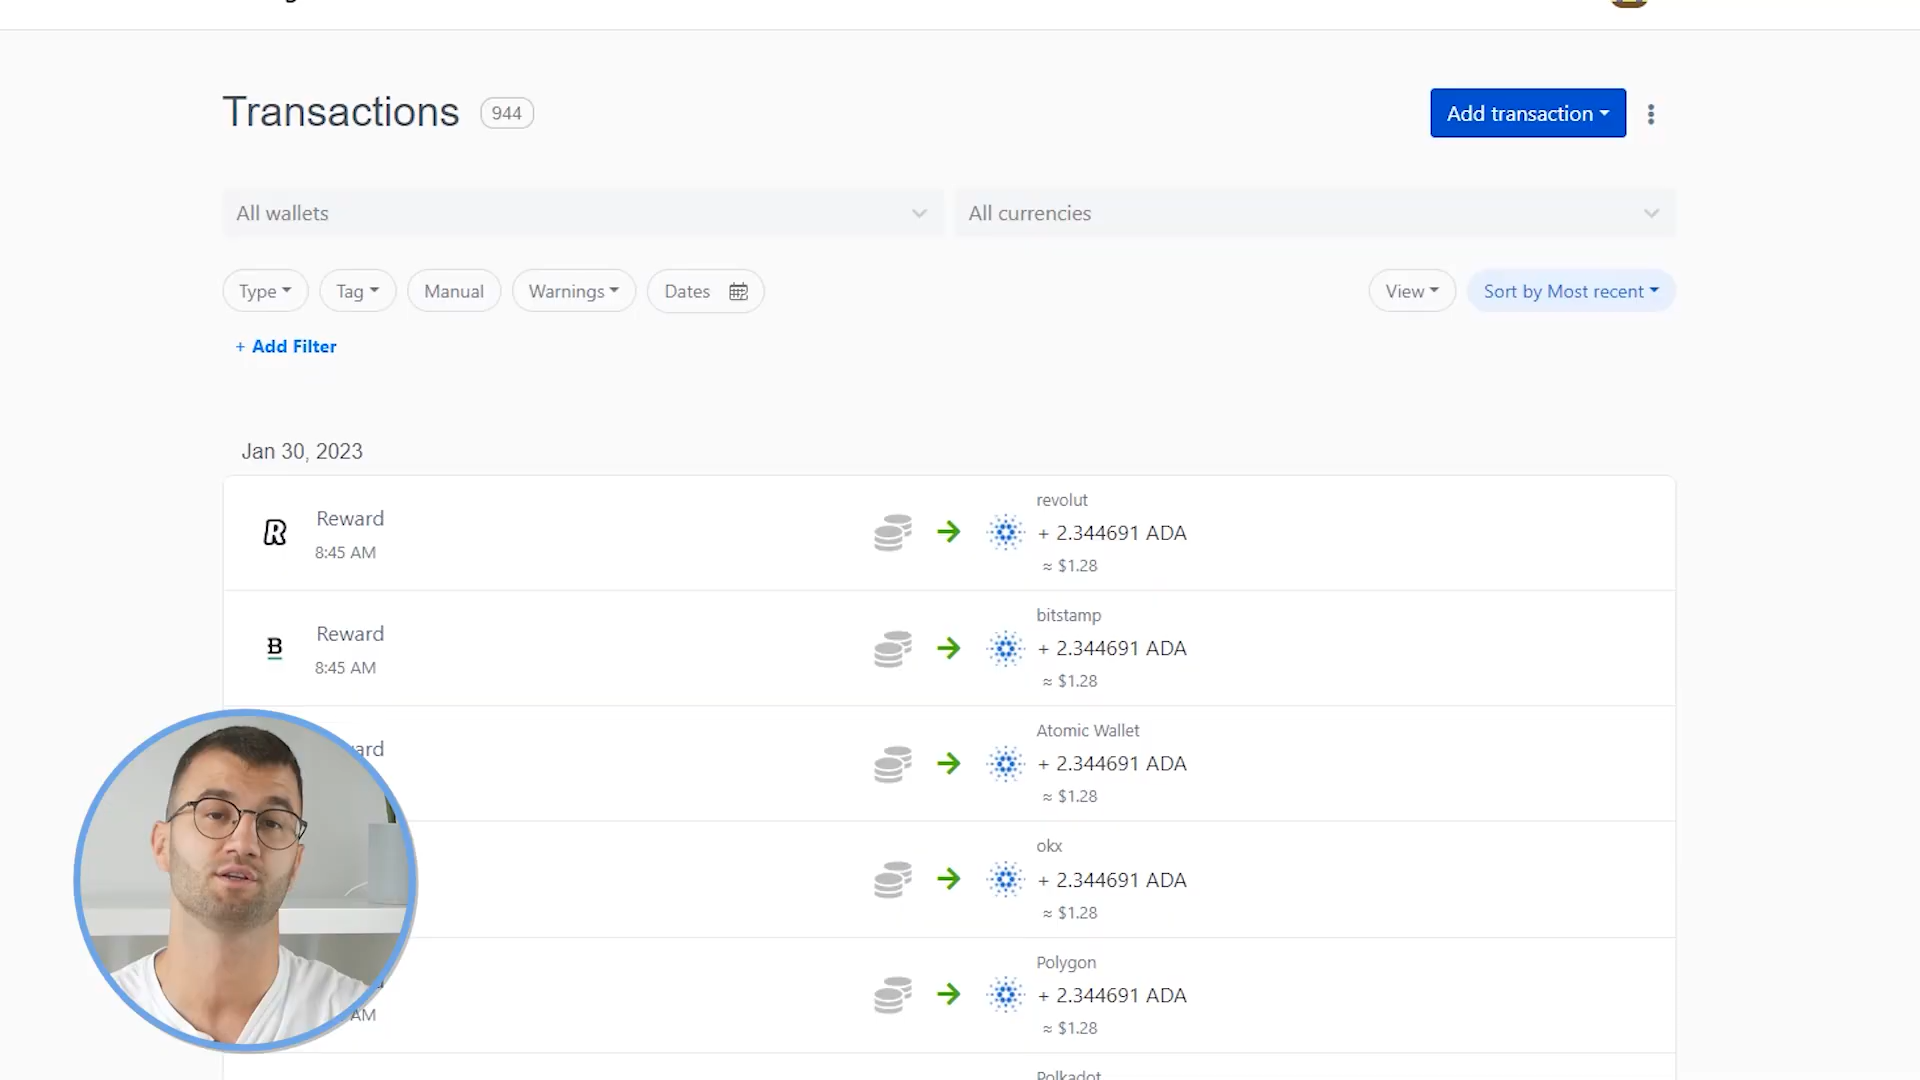 Transactions 944
Add transaction
All wallets
All currencies
Type
Tag
Manual
Warnings
Dates
View
Sort by Most recent
+ Add Filter
Jan 30, 2023
revolut
Reward
+ 2.344691 ADA
8:45 AM
≈ $1.28
bitstamp
Reward
+ 2.344691 ADA
8:45 AM
≈ $1.28
Atomic Wallet
ard
+ 2.344691 ADA
≈ $1.28
okx
+ 2.344691 ADA
≈ $1.28
Polygon
+ 2.344691 ADA
AM
≈ $1.28
Polkadot